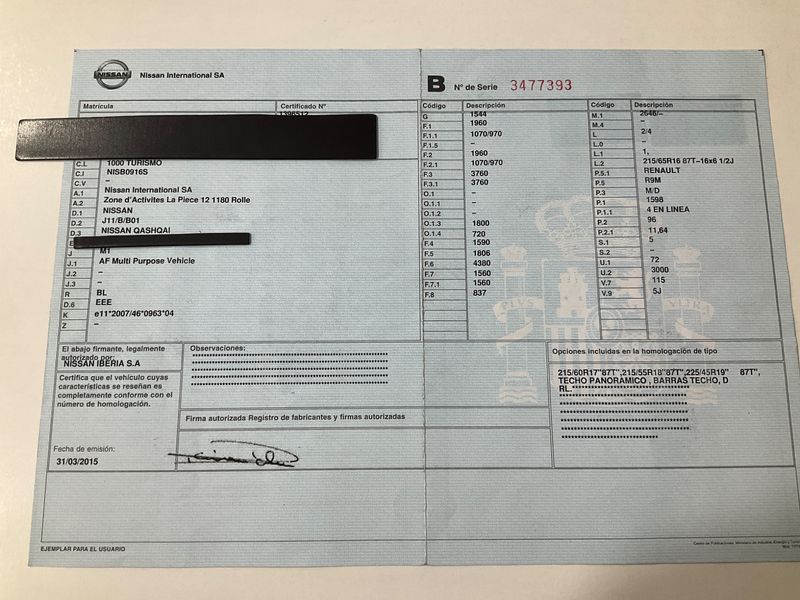 NISSAN
Nissan International SA
B Nº de Serie 3477393
Matrícula Certificado Nº
C.L 1000 TURISMO
C.I NISB0916S
C.V –
A.1 Nissan International SA
A.2 Zone d'Activites La Piece 12 1180 Rolle
D.1 NISSAN
D.2 J11/B/B01
D.3 NISSAN QASHQAI
E
J M1
J.1 AF Multi Purpose Vehicle
J.2 –
J.3 –
R BL
D.6 EEE
K e11*2007/46*0963*04
Z –
Código Descripción
G 1544
F.1 1960
F.1.1 1070/970
F.1.5 –
F.2 1960
F.2.1 1070/970
F.3 3760
F.3.1 3760
O.1 –
O.1.1 –
O.1.2 –
O.1.3 1800
O.1.4 720
F.4 1590
F.5 1806
F.6 4380
F.7 1560
F.7.1 1560
F.8 837
Código Descripción
M.1 2646/–
M.4 –
L 2/4
L.0 –
L.1 1,
L.2 215/65R16 87T-16x6 1/2J
P.5.1 RENAULT
P.5 R9M
P.3 M/D
P.1 1598
P.1.1 4 EN LINEA
P.2 96
P.2.1 11,64
S.1 5
S.2 –
U.1 72
U.2 3000
V.7 115
V.9 5J
PLVS VLTRA
El abajo firmante, legalmente
autorizado por:
NISSAN IBERIA S.A
Certifica que el vehículo cuyas
características se reseñan es
completamente conforme con el
número de homologación.
Fecha de emisión:
31/03/2015
Observaciones:
Firma autorizada Registro de fabricantes y firmas autorizadas
Opciones incluidas en la homologación de tipo
215/60R17"87T",215/55R18"87T",225/45R19" 87T",
TECHO PANORAMICO , BARRAS TECHO, D
RL.
EJEMPLAR PARA EL USUARIO
Centro de Publicaciones. Ministerio de Industria, Energía y